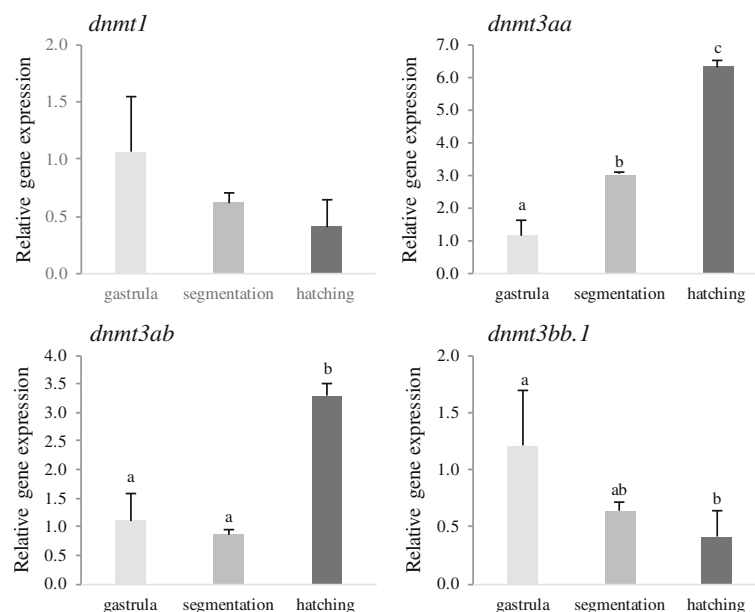 dnmt1
Relative gene expression
2.0
1.5
1.0
0.5
0.0
gastrula segmentation hatching
dnmt3aa
Relative gene expression
7.0
6.0
5.0
4.0
3.0
2.0
1.0
0.0
a
b
c
gastrula segmentation hatching
dnmt3ab
Relative gene expression
4.0
3.5
3.0
2.5
2.0
1.5
1.0
0.5
0.0
a
a
b
gastrula segmentation hatching
dnmt3bb.1
Relative gene expression
2.0
1.5
1.0
0.5
0.0
a
ab
b
gastrula segmentation hatching